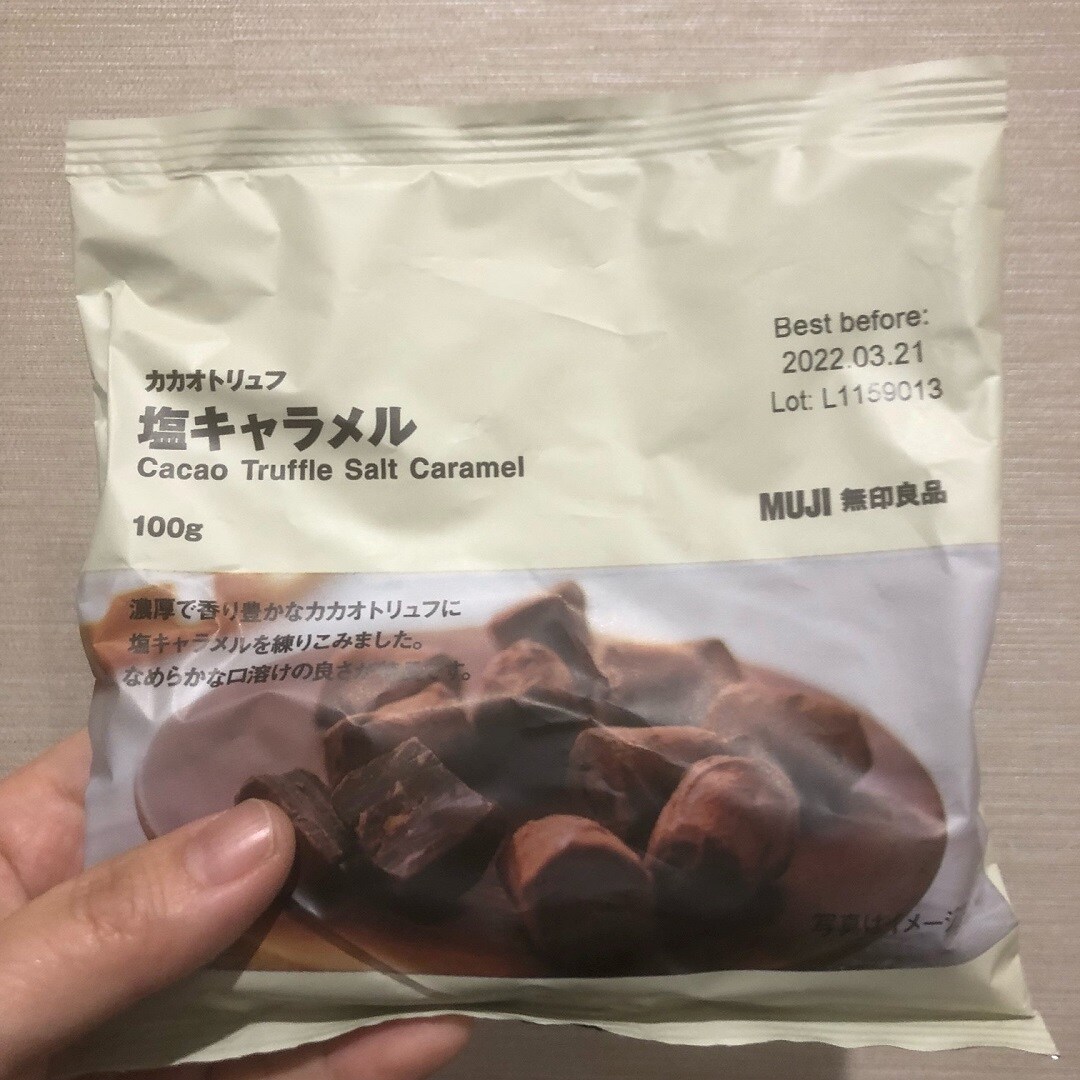 カカオトリュフ
塩キャラメル
Cacao Truffle Salt Caramel
100g
Best before:
2022.03.21
Lot: L1159013
MUJI 無印良品
濃厚で香り豊かなカカオトリュフに
塩キャラメルを練りこみました。
なめらかな口溶けの良さが
写真はイメージ